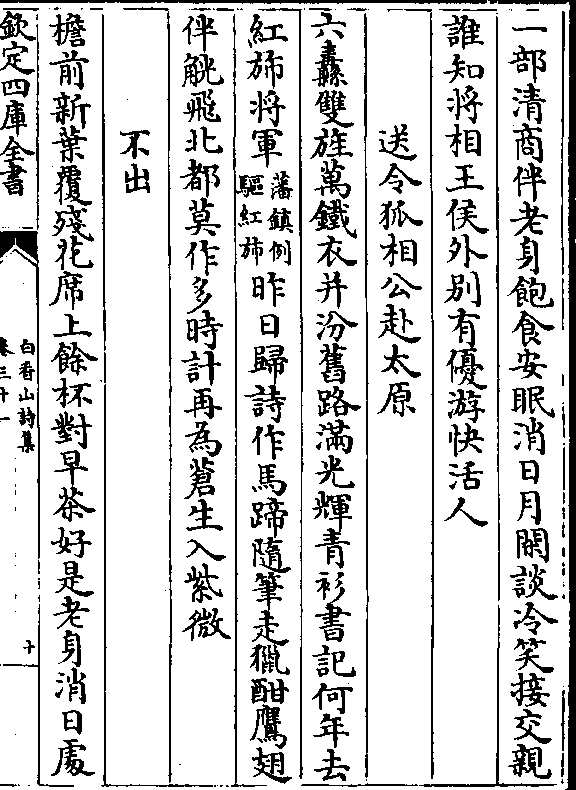 一部清商伴老身飽食安眠消日月閑談冷笑接交親
誰知將相王侯外別有優游快活人
送令狐相公赴太原
六纛雙旌萬鐵衣并汾舊路滿光輝青衫書記何年去
紅斾將軍
藩鎮例
驅紅斾
昨日歸詩作馬蹄隨筆走獵酣鷹翅
伴觥飛北都莫作多時計再為蒼生入紫微
不出
檐前新葉覆殘花席上餘杯對早茶好是老身消日處
欽定四庫全書
白香山詩集
卷三十一
十